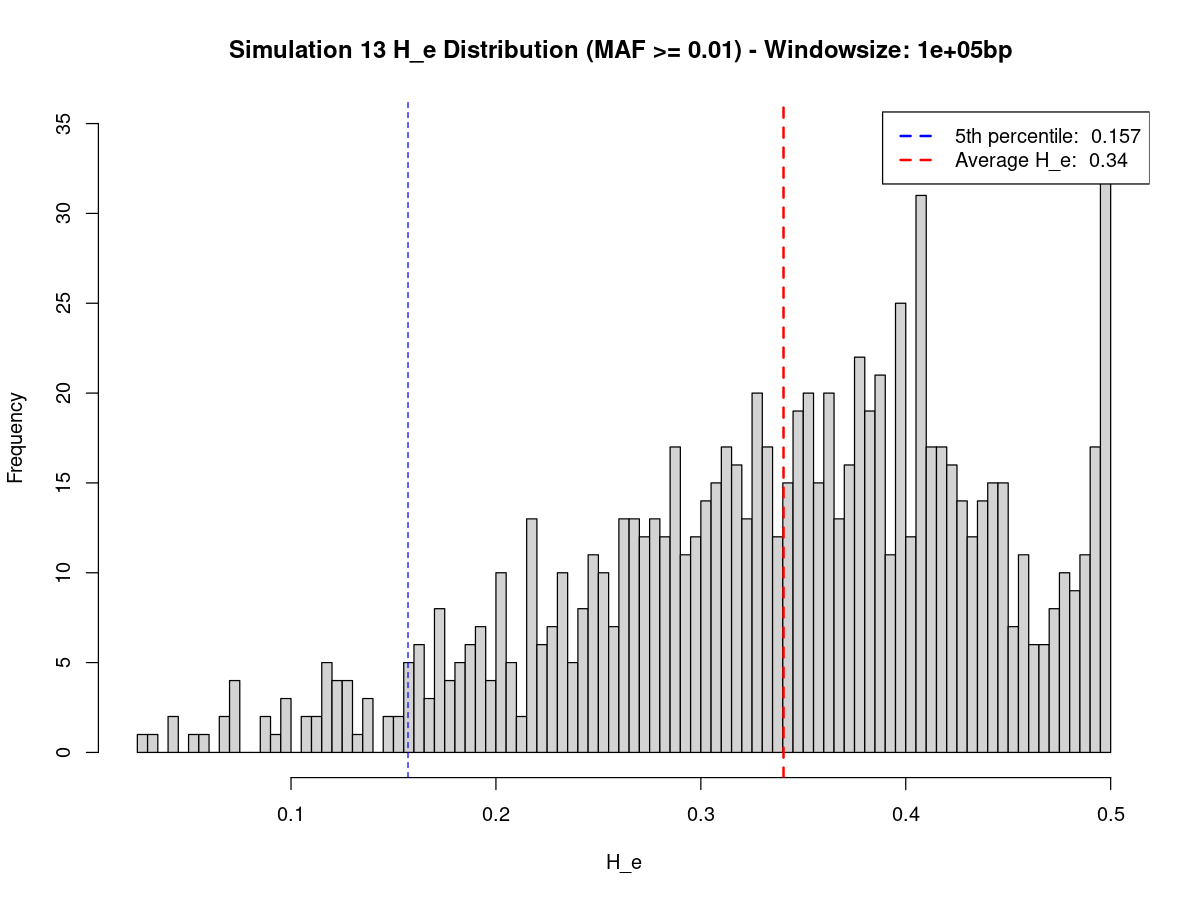 Simulation 13 H_e Distribution (MAF >= 0.01) - Windowsize: 1e+05bp
5th percentile:  0.157
Average H_e:  0.34
Frequency
35
30
25
20
15
10
5
0
0.1 0.2 0.3 0.4 0.5
H_e